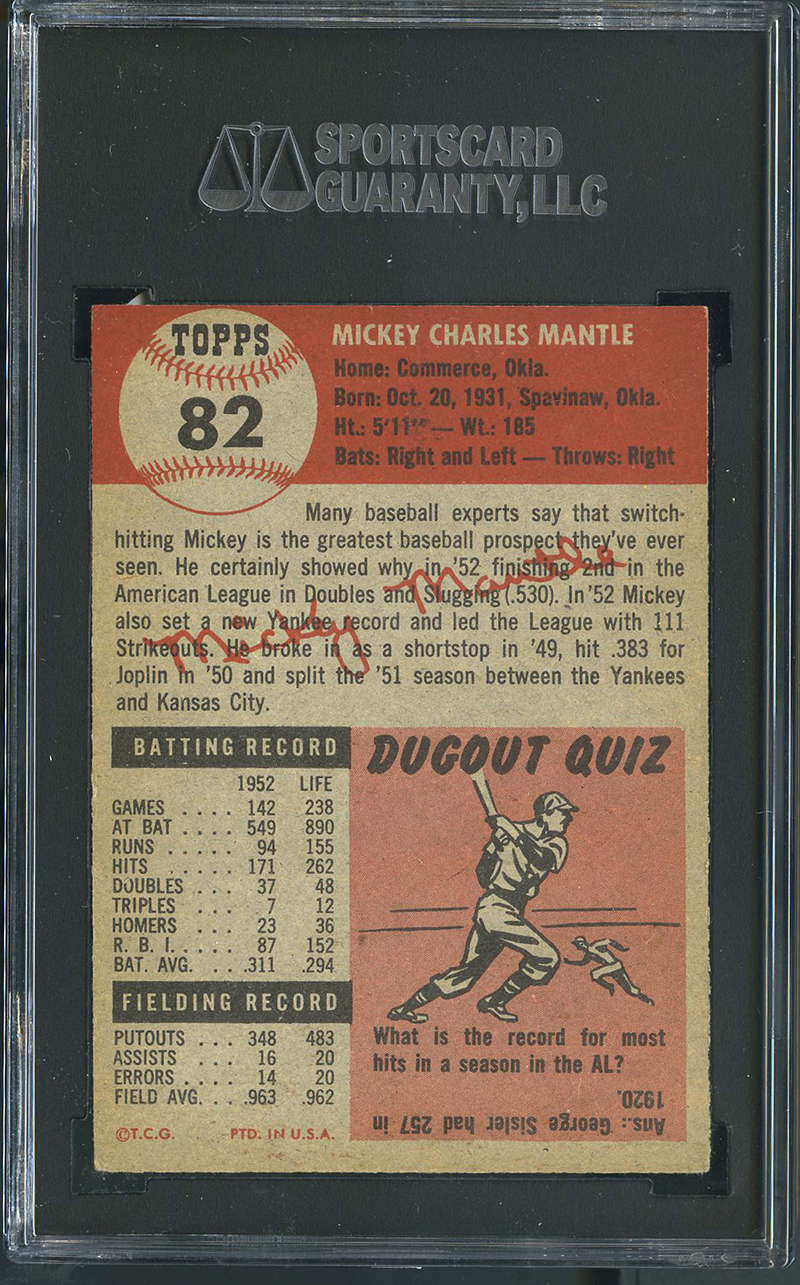 SPORTSCARD
GUARANTY, LLC
TOPPS
82
MICKEY CHARLES MANTLE
Home: Commerce, Okla.
Born: Oct. 20, 1931, Spavinaw, Okla.
Ht.: 5'11" — Wt.: 185
Bats: Right and Left — Throws: Right
Many baseball experts say that switch-
hitting Mickey is the greatest baseball prospect they've ever
seen. He certainly showed why in '52 finishing 2nd in the
American League in Doubles and Slugging (.530). In '52 Mickey
also set a new Yankee record and led the League with 111
Strikeouts. He broke in as a shortstop in '49, hit .383 for
Joplin in '50 and split the '51 season between the Yankees
and Kansas City.
Mickey Mantle
BATTING RECORD
1952 LIFE
GAMES .... 142 238
AT BAT .... 549 890
RUNS ..... 94 155
HITS ..... 171 262
DOUBLES ... 37 48
TRIPLES ... 7 12
HOMERS ... 23 36
R. B. I. .... 87 152
BAT. AVG. ... .311 .294
FIELDING RECORD
PUTOUTS ... 348 483
ASSISTS ... 16 20
ERRORS .... 14 20
FIELD AVG. ... .963 .962
©T.C.G. PTD. IN U.S.A.
DUGOUT QUIZ
What is the record for most
hits in a season in the AL?
Ans.: George Sisler had 257 in
1920.